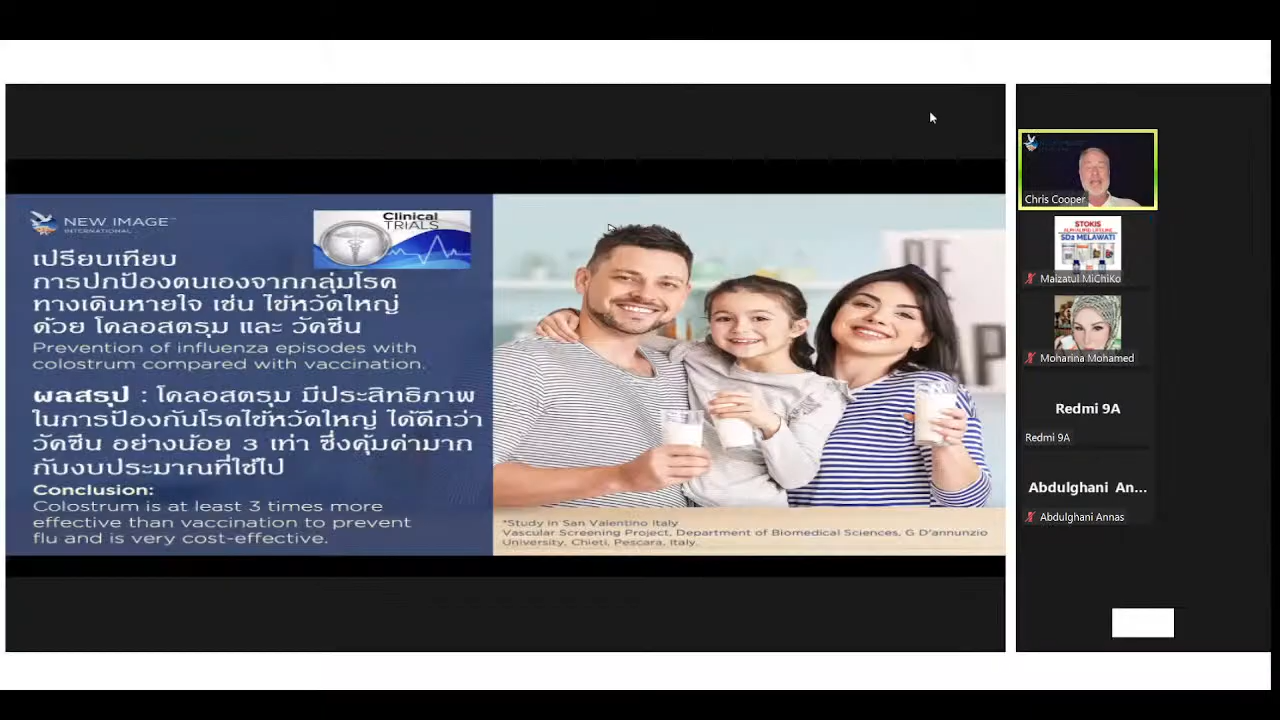 NEW IMAGE™
INTERNATIONAL
Clinical
TRIALS
เปรียบเทียบ
การปกป้องตนเองจากกลุ่มโรค
ทางเดินหายใจ เช่น ไข้หวัดใหญ่
ด้วย โคลอสตรุม และ วัคซีน
Prevention of influenza episodes with
colostrum compared with vaccination.
ผลสรุป : โคลอสตรุม มีประสิทธิภาพ
ในการป้องกันโรคไข้หวัดใหญ่ ได้ดีกว่า
วัคซีน อย่างน้อย 3 เท่า ซึ่งคุ้มค่ามาก
กับงบประมาณที่ใช้ไป
Conclusion:
Colostrum is at least 3 times more
effective than vaccination to prevent
flu and is very cost-effective.
*Study in San Valentino Italy
Vascular Screening Project, Department of Biomedical Sciences, G D'annunzio
University, Chieti, Pescara, Italy.
Chris Cooper
STOKIS
SD2 MELAWATI
Maizatul MiChiKo
Moharina Mohamed
Redmi 9A
Redmi 9A
Abdulghani An...
Abdulghani Annas